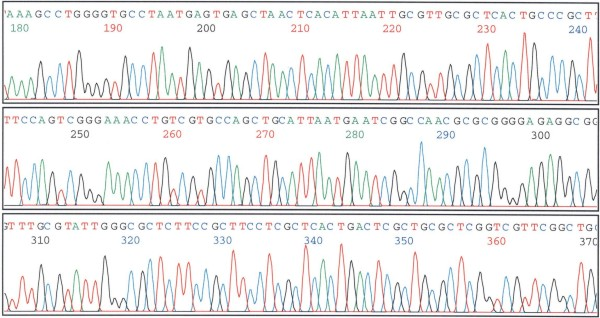 AAAGCCTGGGGTGCCTAATGAGTGAGCTAACTCACATTAATTGCGTTGCGCTCACTGCCCGCT
180 190 200 210 220 230 240
TTCCAGTCGGGAAACCTGTCGTGCCAGCTGCATTAATGAATCGGCCAACGCGCGGGGAGAGGCGG
250 260 270 280 290 300
GTTTGCGTATTGGGCGCTCTTCCGCTTCCTCGCTCACTGACTCGCTGCGCTCGGTCGTTCGGCTGC
310 320 330 340 350 360 370